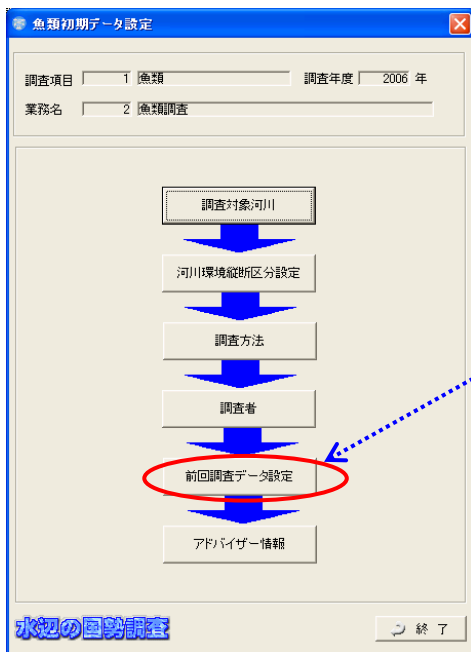 魚類初期データ設定
調査項目 1 魚類 調査年度 2006 年
業務名 2 魚類調査
調査対象河川
河川環境縦断区分設定
調査方法
調査者
前回調査データ設定
アドバイザー情報
水辺の国勢調査 終 了